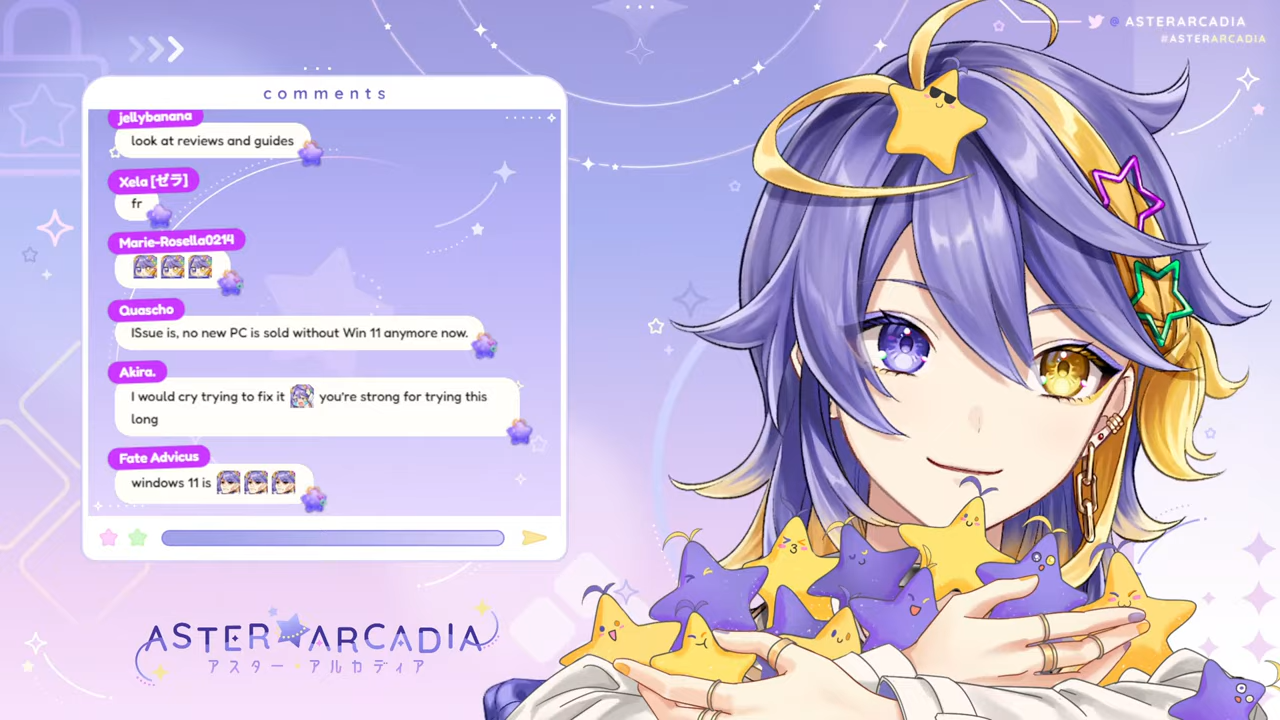 @ ASTERARCADIA
#ASTERARCADIA
comments
jellybanana
look at reviews and guides
Xela [ゼラ]
fr
Marie-Rosella0214
Quascho
ISsue is, no new PC is sold without Win 11 anymore now.
Akira.
I would cry trying to fix it you're strong for trying this
long
Fate Advicus
windows 11 is
ASTER ARCADIA
アスター アルカディア